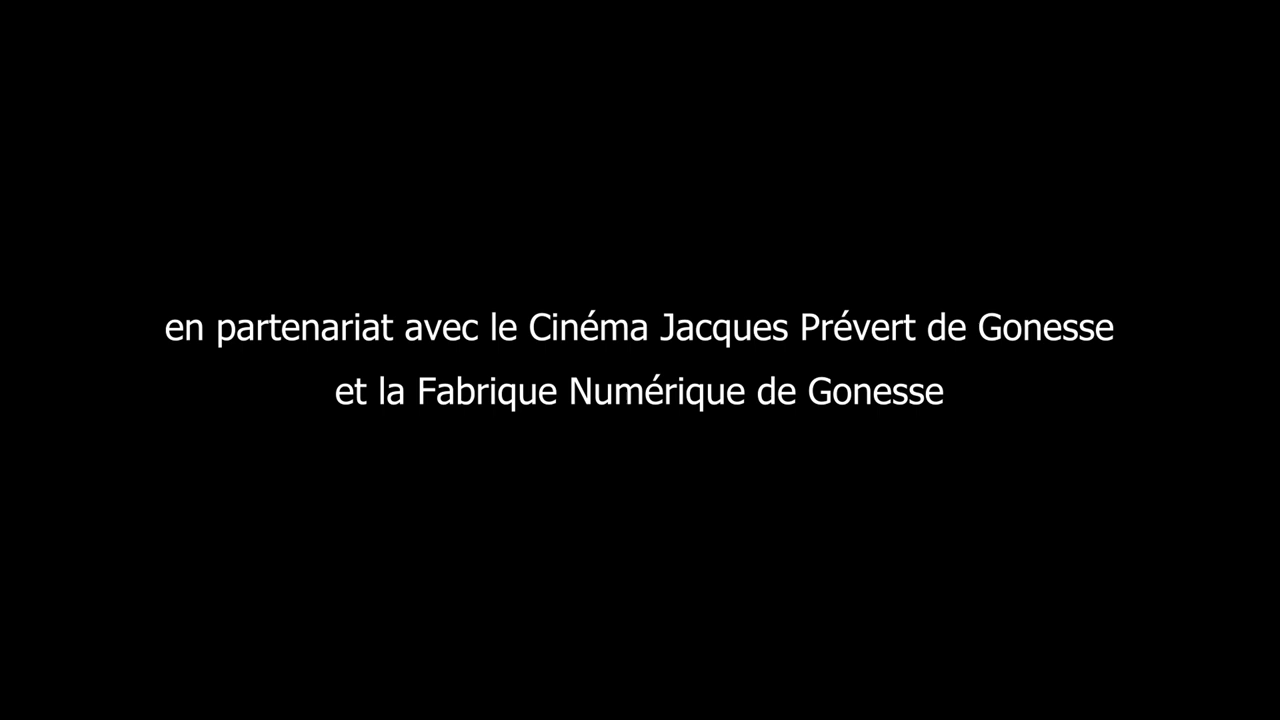 en partenariat avec le Cinéma Jacques Prévert de Gonesse
et la Fabrique Numérique de Gonesse